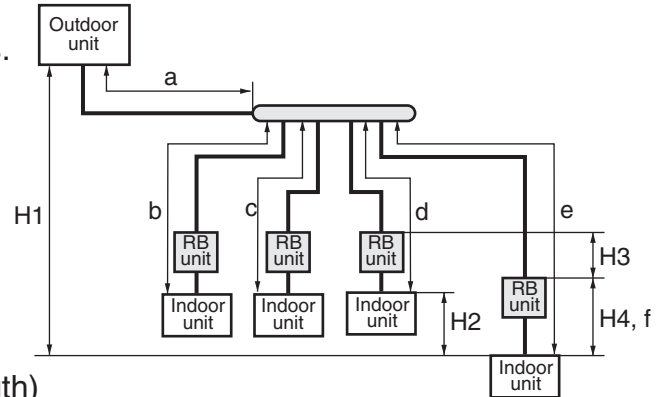 Outdoor
unit
.
a
H1
b
c
d
e
RB
unit
RB
unit
RB
unit
H3
RB
unit
Indoor
unit
Indoor
unit
Indoor
unit
H2
H4, f
Indoor
unit
th)